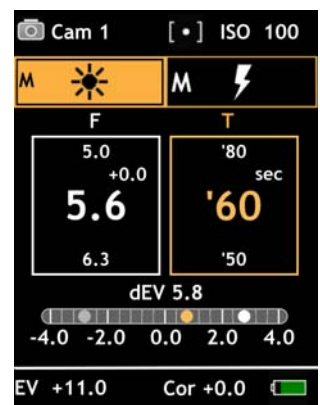 Cam 1 [•] ISO 100
M M
F T
5.0 '80
+0.0 sec
5.6 '60
6.3 '50
dEV 5.8
-4.0 -2.0 0.0 2.0 4.0
EV +11.0 Cor +0.0